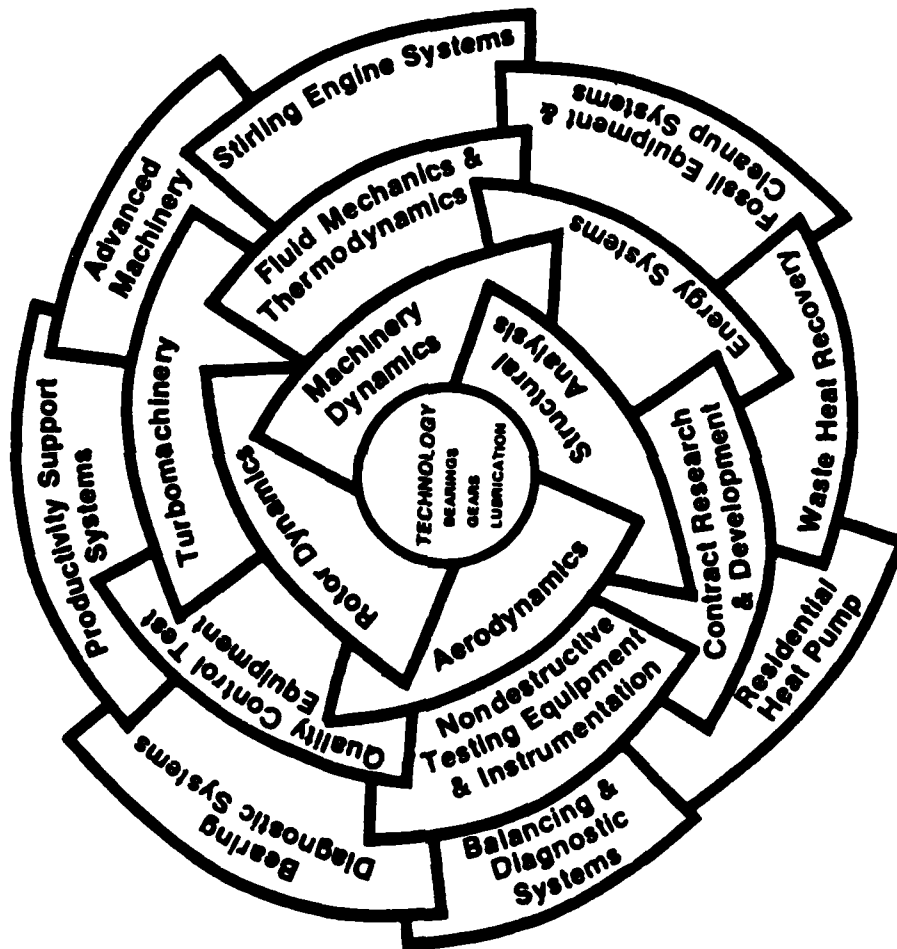 TECHNOLOGY
BEARINGS
GEARS
LUBRICATION
Machinery
Dynamics
Structural
Analysis
Aerodynamics
Rotor Dynamics
Fluid Mechanics &
Thermodynamics
Energy Systems
Contract Research
& Development
Nondestructive
Testing Equipment
& Instrumentation
Quality Control Test
Equipment
Turbomachinery
Advanced
Machinery
Stirling Engine Systems
Fossil Equipment &
Cleanup Systems
Waste Heat Recovery
Residential
Heat Pump
Balancing &
Diagnostic
Systems
Bearing
Diagnostic Systems
Productivity Support
Systems